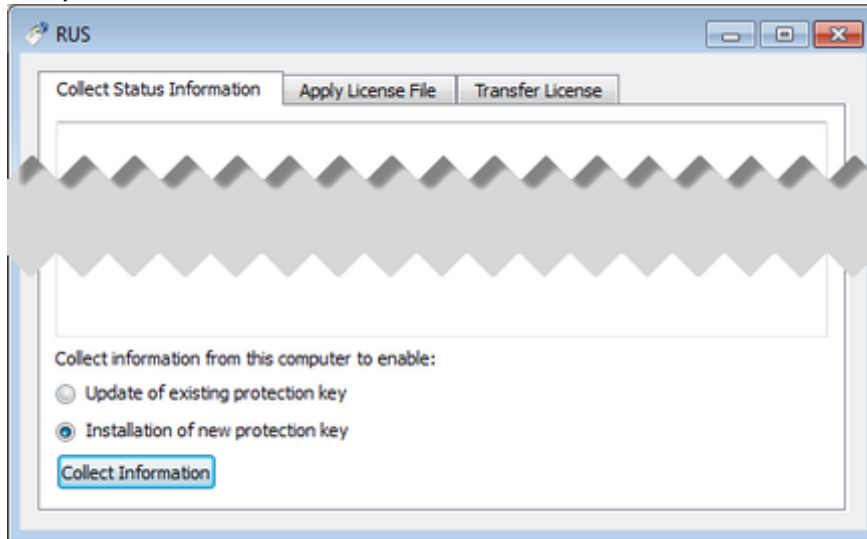 RUS
Collect Status Information
Apply License File
Transfer License
Collect information from this computer to enable:
Update of existing protection key
Installation of new protection key
Collect Information